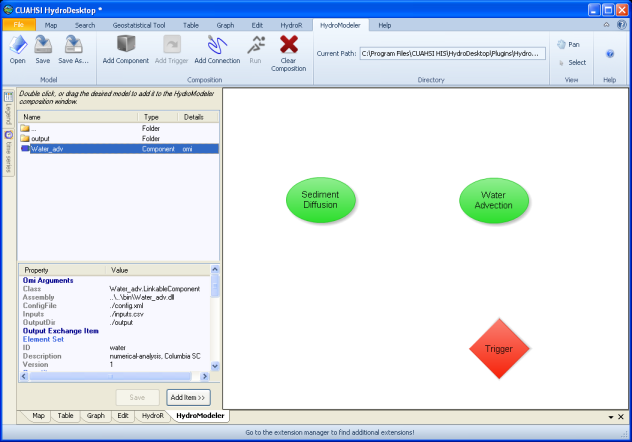 CUAHSI HydroDesktop *
File Map Search Geostatistical Tool Table Graph Edit HydroR HydroModeler Help
Open Save Save As... Add Component Add Trigger Add Connection Run Clear Composition Current Path: C:\Program Files\CUAHSI HIS\HydroDesktop\Plugins\Hydro... Pan Select Help
Model Composition Directory View Help
Legend
time series
Double click, or drag the desired model to add it to the HydroModeler
composition window.
Name Type Details
... Folder
output Folder
Water_adv Component omi
Sediment
Diffusion
Water
Advection
Trigger
Property Value
Omi Arguments
Class Water_adv.LinkableComponent
Assembly ..\..\bin\Water_adv.dll
ConfigFile ./config.xml
Inputs ./inputs.csv
OutputDir ./output
Output Exchange Item
Element Set
ID water
Description numerical-analysis, Columbia SC
Version 1
Save Add Item >>
Map Table Graph Edit HydroR HydroModeler
Go to the extension manager to find additional extensions!